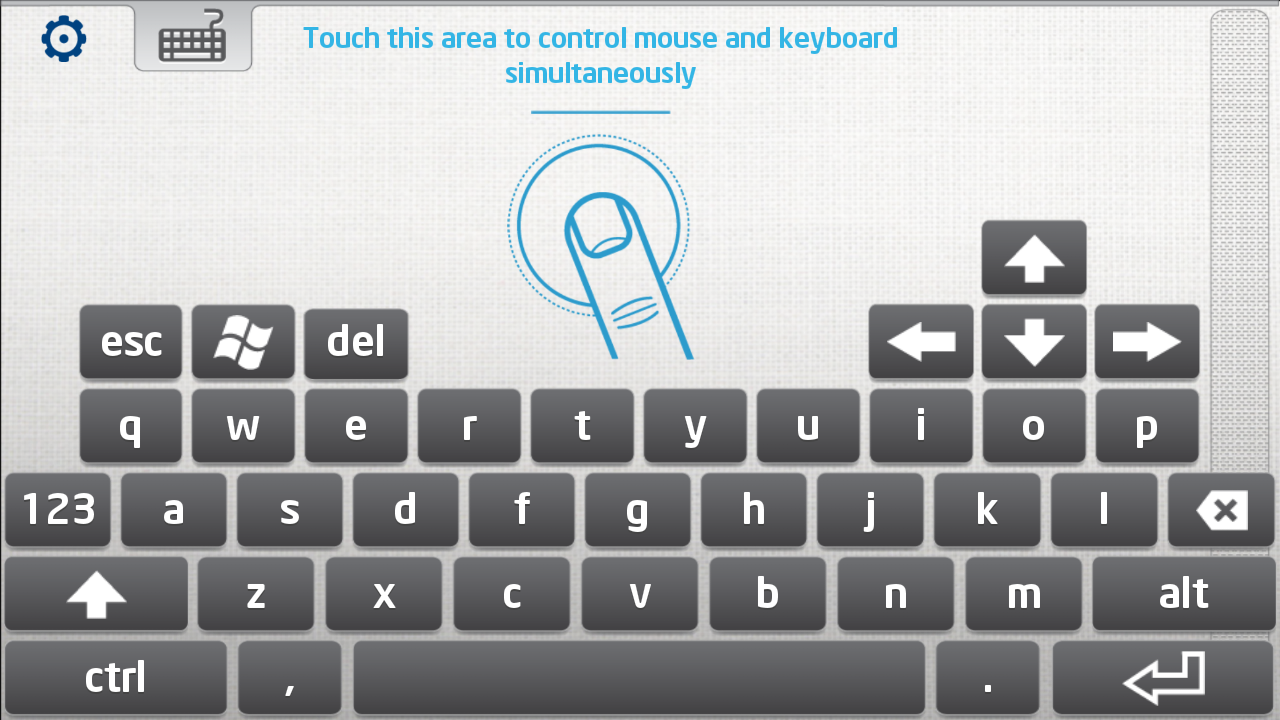 Touch this area to control mouse and keyboard
simultaneously
esc del
q w e r t y u i o p
123 a s d f g h j k l
z x c v b n m alt
ctrl , .